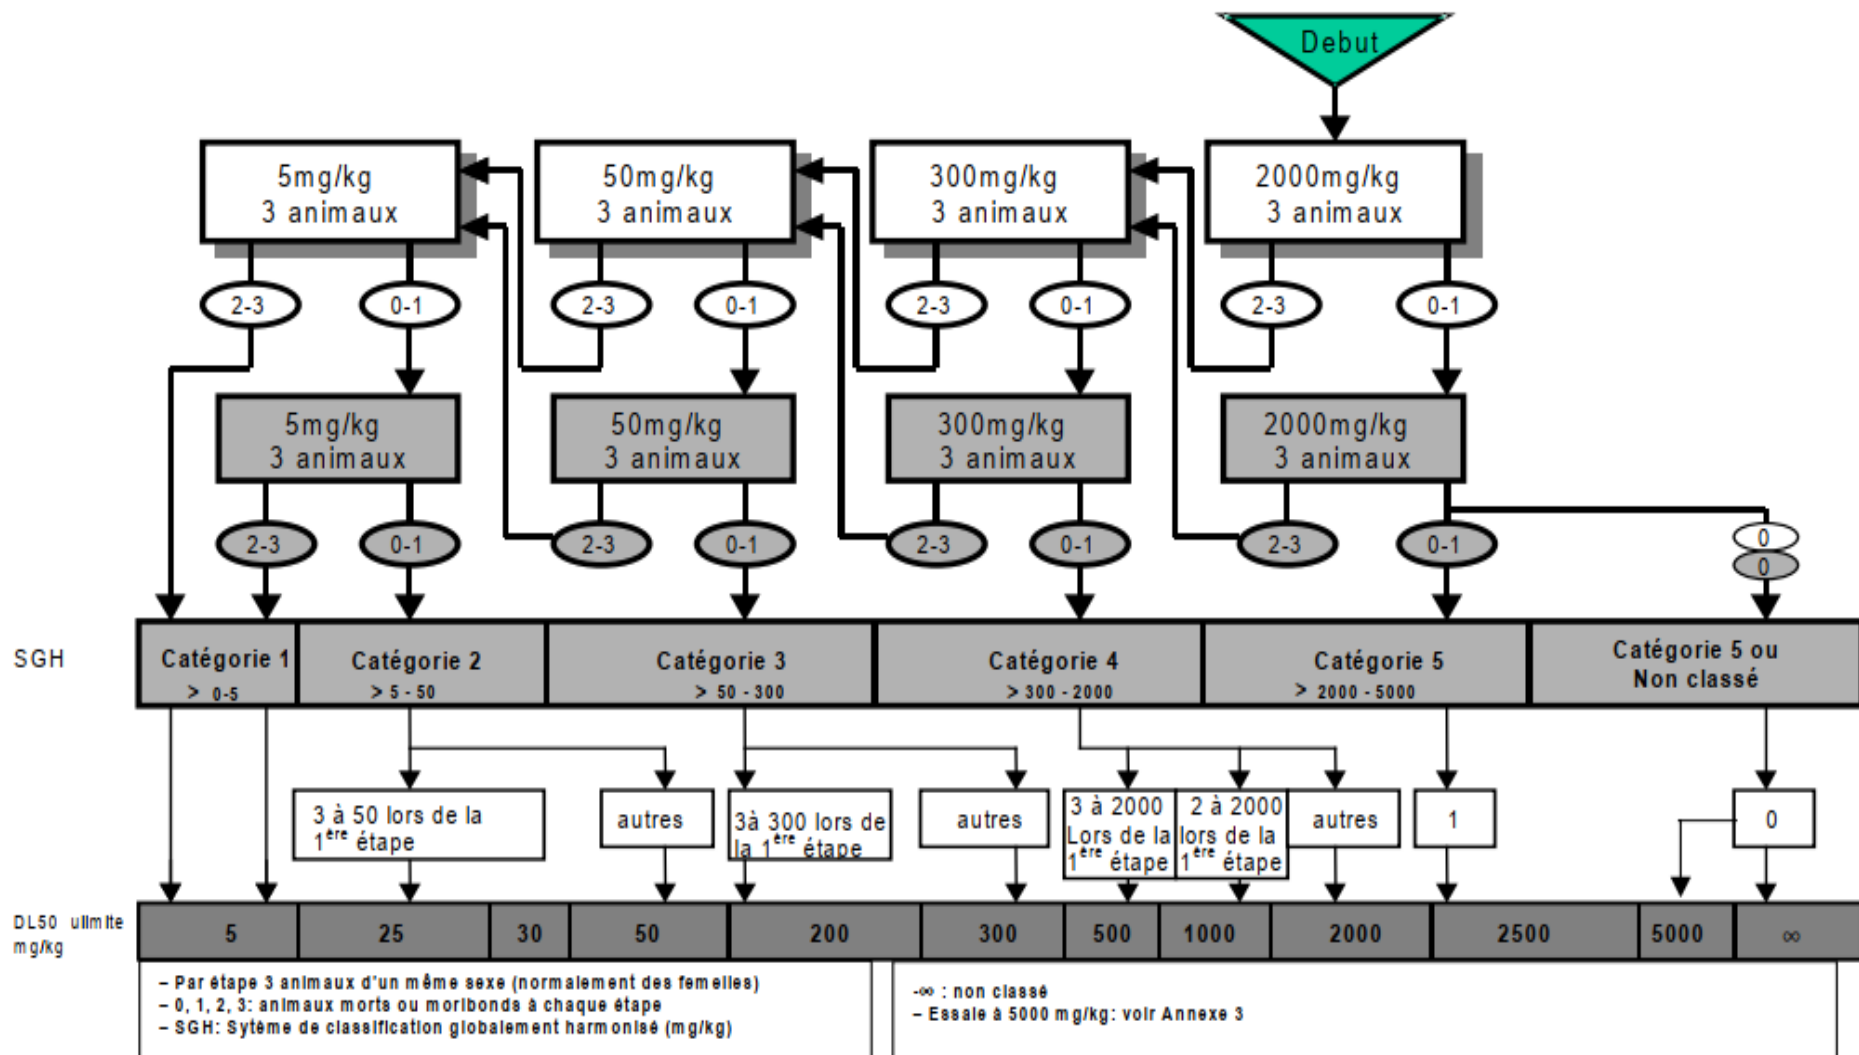 Debut
5mg/kg
3 animaux
50mg/kg
3 animaux
300mg/kg
3 animaux
2000mg/kg
3 animaux
2-3
0-1
2-3
0-1
2-3
0-1
2-3
0-1
5mg/kg
3 animaux
50mg/kg
3 animaux
300mg/kg
3 animaux
2000mg/kg
3 animaux
2-3
0-1
2-3
0-1
2-3
0-1
2-3
0-1
0
0
SGH
Catégorie 1
> 0-5
Catégorie 2
> 5 - 50
Catégorie 3
> 50 - 300
Catégorie 4
> 300 - 2000
Catégorie 5
> 2000 - 5000
Catégorie 5 ou
Non classé
3 à 50 lors de la
1ère étape
autres
3à 300 lors de
la 1ère étape
autres
3 à 2000
Lors de la
1ère étape
2 à 2000
lors de la
1ère étape
autres
1
0
DL50 ulimite
mg/kg
5
25
30
50
200
300
500
1000
2000
2500
5000
∞
– Par étape 3 animaux d'un même sexe (normalement des femelles)
– 0, 1, 2, 3: animaux morts ou moribonds à chaque étape
– SGH: Sytème de classification globalement harmonisé (mg/kg)
-∞ : non classé
– Essaie à 5000 mg/kg: voir Annexe 3